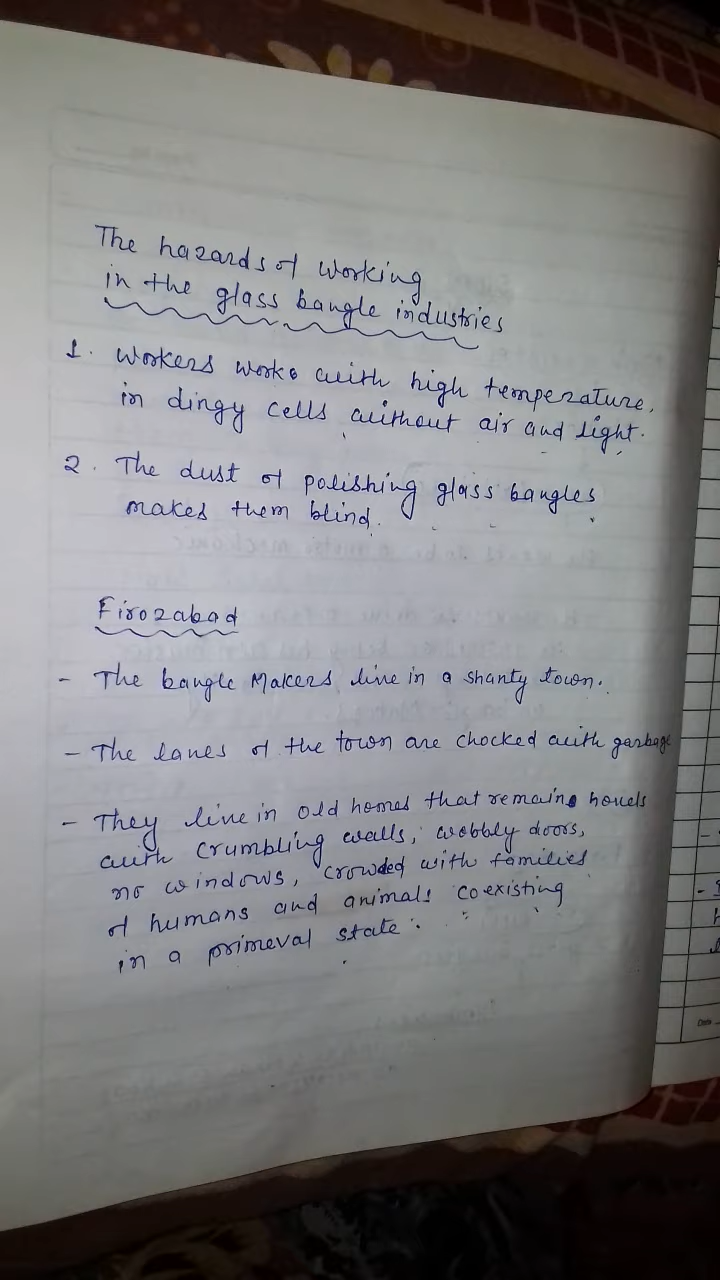 The hazards of working
in the glass bangle industries
1. Workers work with high temperature,
in dingy cells without air and light.
2. The dust of polishing glass bangles
makes them blind.
Firozabad
- The bangle Makers live in a shanty town.
- The lanes of the town are chocked with garbage
- They live in old homes that remains hovels
with crumbling walls, wobbly doors,
no windows, crowded with families
of humans and animals coexisting
in a primeval state.
Date